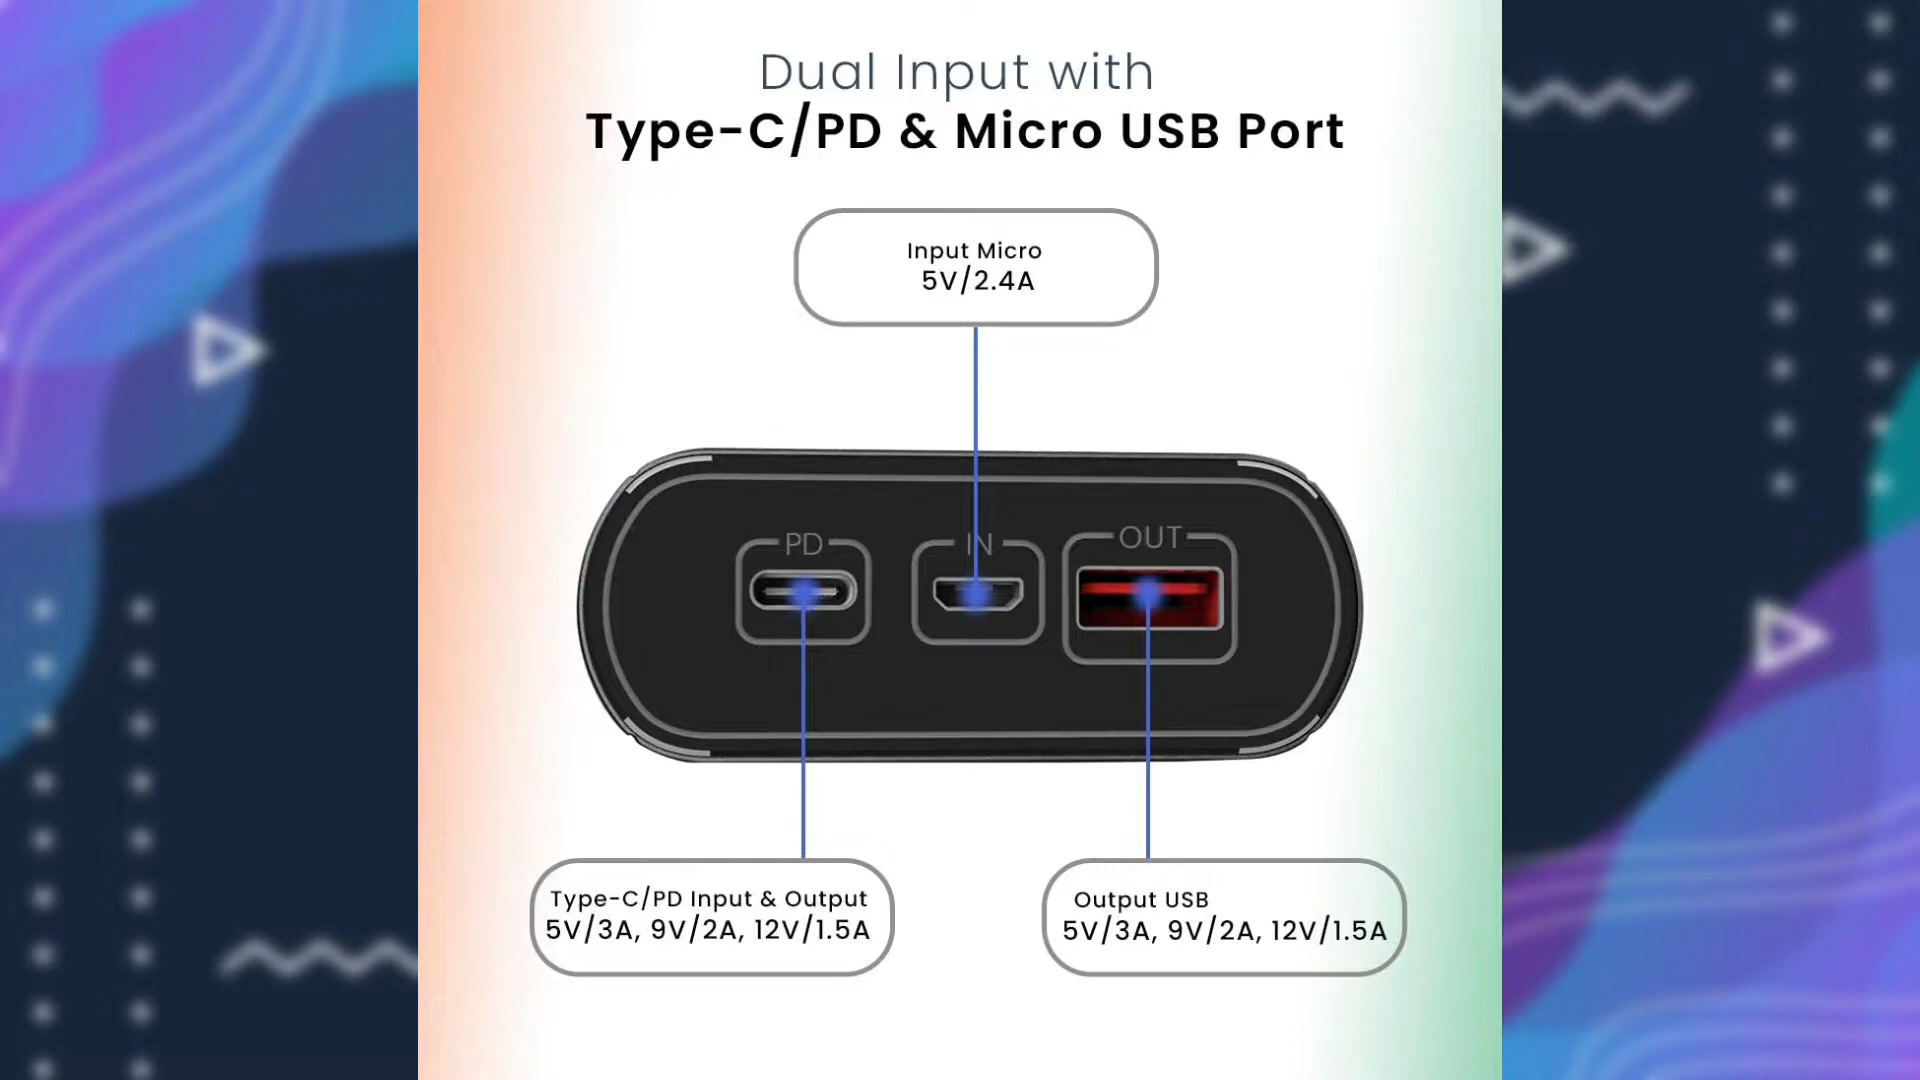 Dual Input with
Type-C/PD & Micro USB Port
Input Micro
5V/2.4A
PD
IN
OUT
Type-C/PD Input & Output
5V/3A, 9V/2A, 12V/1.5A
Output USB
5V/3A, 9V/2A, 12V/1.5A